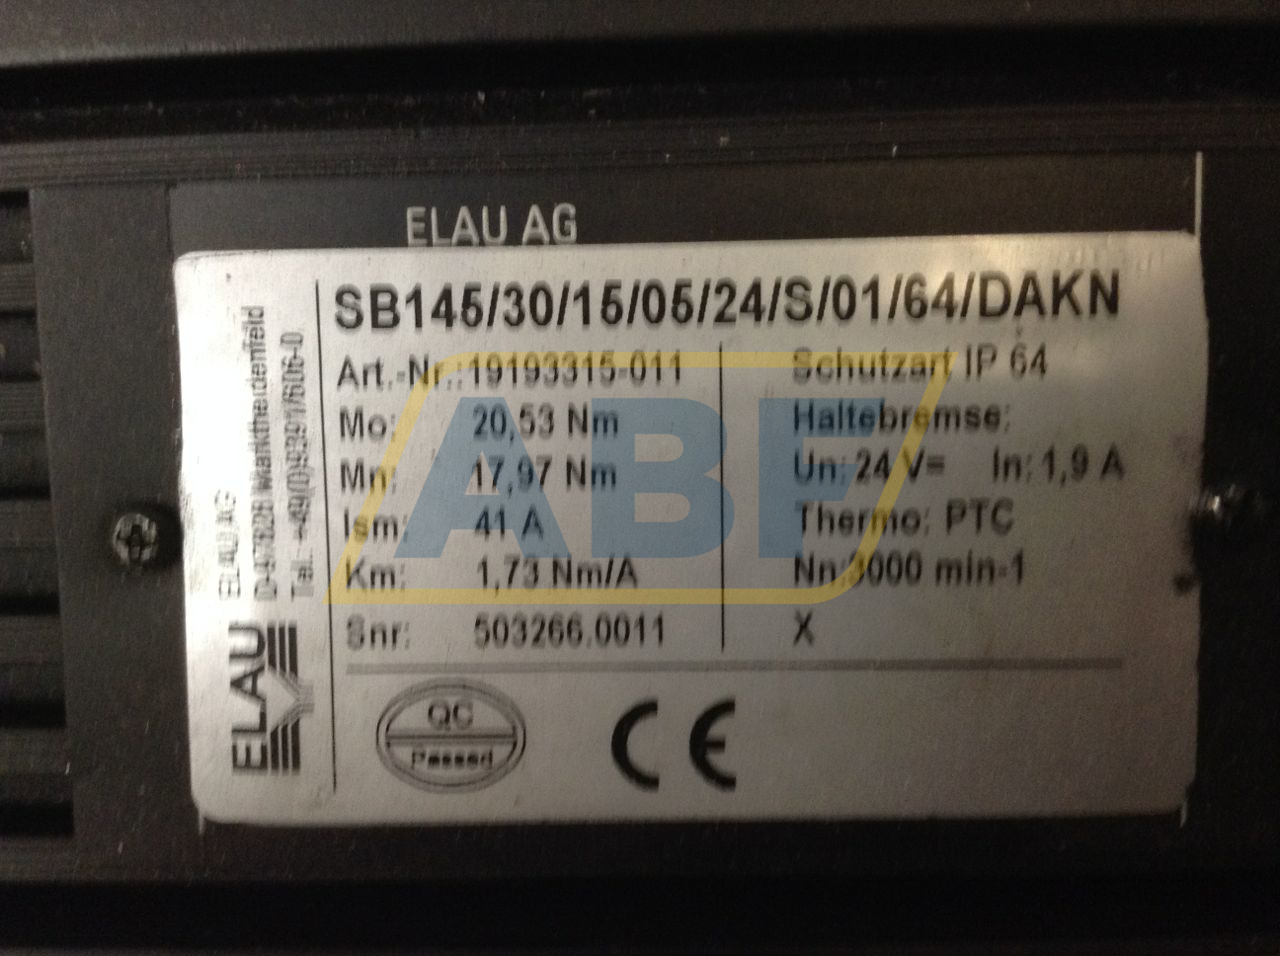 ELAU AG
SB145/30/15/05/24/S/01/64/DAKN
Art.-Nr.: 19193315-011
Mo: 20,53 Nm
Mn: 17,97 Nm
Ism: 41 A
Km: 1,73 Nm/A
Snr: 503266.0011
Schutzart IP 64
Haltebremse:
Un: 24 V= In: 1,9 A
Thermo: PTC
Nn:3000 min-1
X
QC
Passed
CE
ELAU
ELAU AG
D-97828 Marktheidenfeld
Tel.: +49(0)9391/606-0
ABF